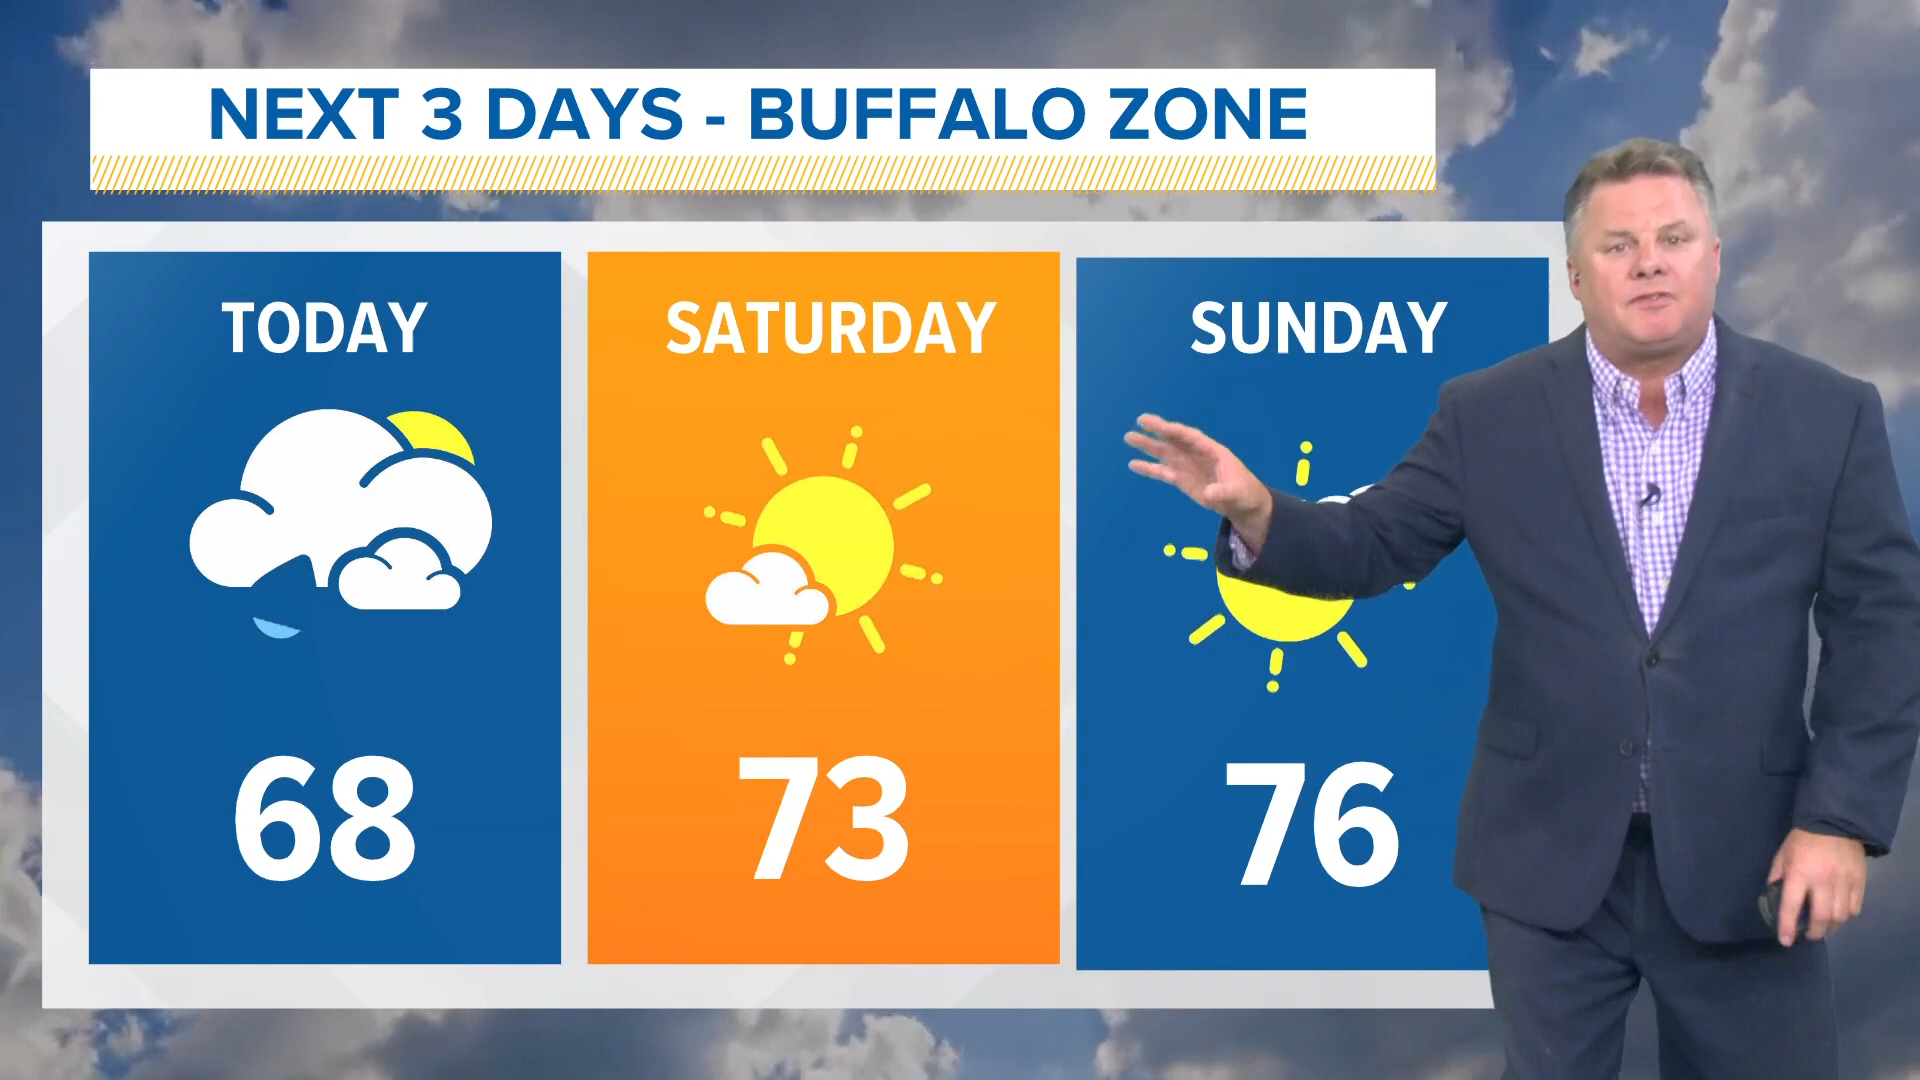 NEXT 3 DAYS - BUFFALO ZONE
TODAY
SATURDAY
SUNDAY
68
73
76